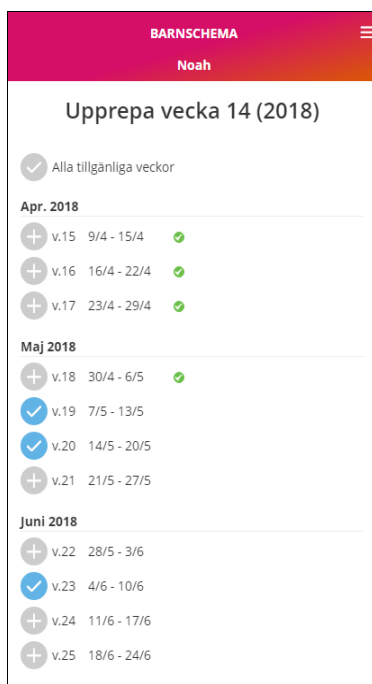 BARNSCHEMA
Noah
Upprepa vecka 14 (2018)
Alla tillgänliga veckor
Apr. 2018
v.15 9/4 - 15/4
v.16 16/4 - 22/4
v.17 23/4 - 29/4
Maj 2018
v.18 30/4 - 6/5
v.19 7/5 - 13/5
v.20 14/5 - 20/5
v.21 21/5 - 27/5
Juni 2018
v.22 28/5 - 3/6
v.23 4/6 - 10/6
v.24 11/6 - 17/6
v.25 18/6 - 24/6